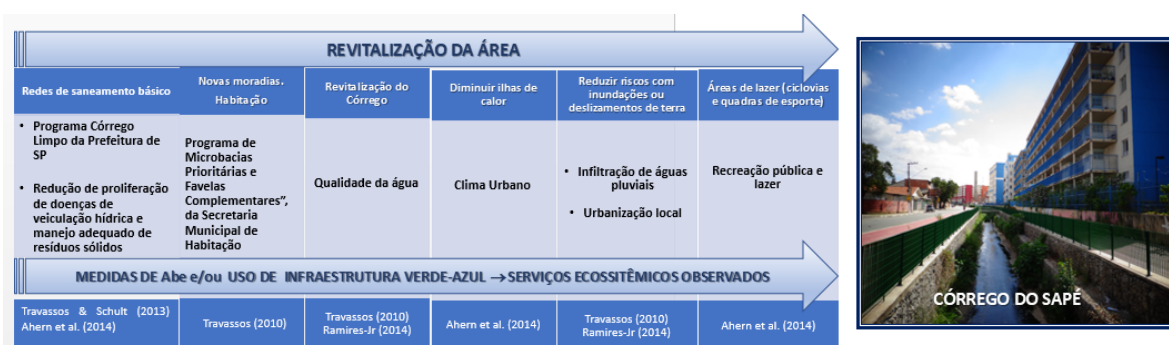 REVITALIZAÇÃO DA ÁREA
Redes de saneamento básico
Novas moradias.
Habitação
Revitalização do
Córrego
Diminuir ilhas de
calor
Reduzir riscos com
inundações ou
deslizamentos de terra
Áreas de lazer (ciclovias
e quadras de esporte)
• Programa Córrego
Limpo da Prefeitura de
SP
• Redução de proliferação
de doenças de
veiculação hídrica e
manejo adequado de
resíduos sólidos
Programa de
Microbacias
Prioritárias e
Favelas
Complementares”,
da Secretaria
Municipal de
Habitação
Qualidade da água
Clima Urbano
• Infiltração de águas
pluviais
• Urbanização local
Recreação pública e
lazer
MEDIDAS DE Abe e/ou USO DE INFRAESTRUTURA VERDE-AZUL → SERVIÇOS ECOSSITÊMICOS OBSERVADOS
Travassos & Schult (2013)
Ahern et al. (2014)
Travassos (2010)
Travassos (2010)
Ramires-Jr (2014)
Ahern et al. (2014)
Travassos (2010)
Ramires-Jr (2014)
Ahern et al. (2014)
CÓRREGO DO SAPÉ